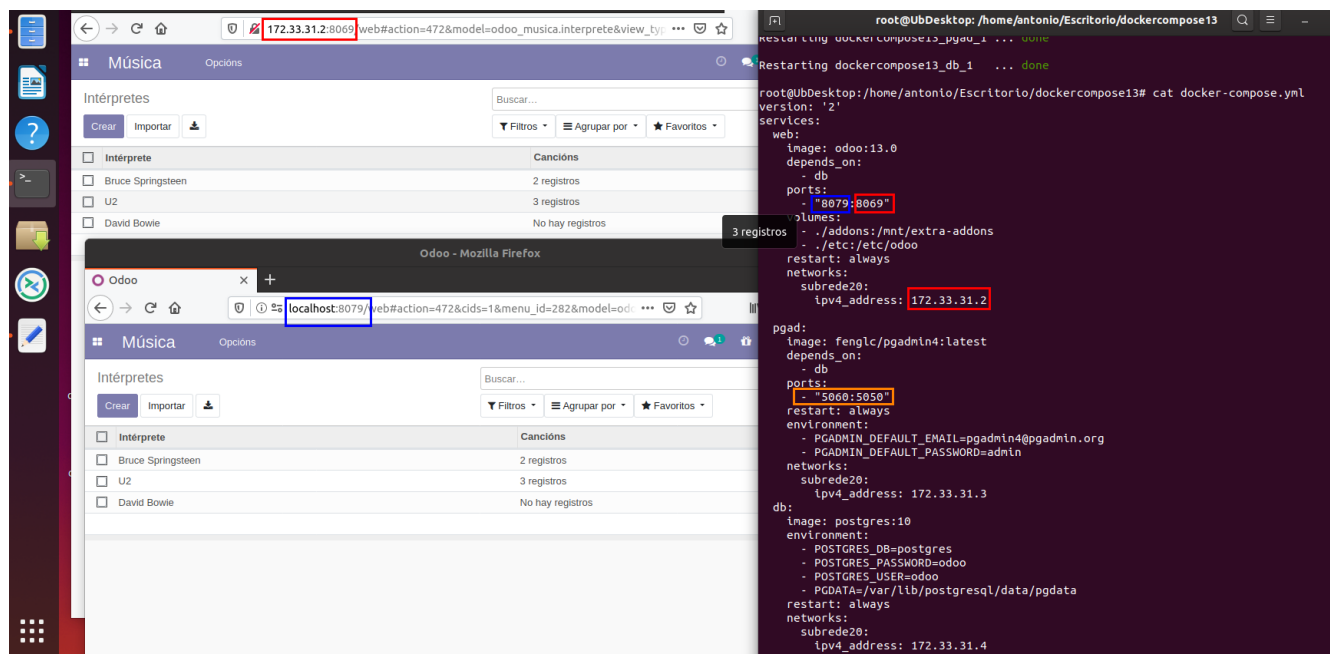 172.33.31.2:8069/web#action=472&model=odoo_musica.interprete&view_typ
Música Opcións
Intérpretes
Buscar...
Crear Importar
Filtros Agrupar por Favoritos
Intérprete Cancións
Bruce Springsteen 2 registros
U2 3 registros
David Bowie No hay registros
3 registros
Odoo - Mozilla Firefox
Odoo
localhost:8079/web#action=472&cids=1&menu_id=282&model=odo
Música Opcións 1
Intérpretes
Buscar...
Crear Importar
Filtros Agrupar por Favoritos
Intérprete Cancións
Bruce Springsteen 2 registros
U2 3 registros
David Bowie No hay registros
root@UbDesktop: /home/antonio/Escritorio/dockercompose13
Restarting dockercompose13_pgad_1 ... done
Restarting dockercompose13_db_1 ... done
root@UbDesktop:/home/antonio/Escritorio/dockercompose13# cat docker-compose.yml
version: '2'
services:
web:
image: odoo:13.0
depends_on:
- db
ports:
- "8079:8069"
volumes:
- ./addons:/mnt/extra-addons
- ./etc:/etc/odoo
restart: always
networks:
subrede20:
ipv4_address: 172.33.31.2
pgad:
image: fenglc/pgadmin4:latest
depends_on:
- db
ports:
- "5060:5050"
restart: always
environment:
- PGADMIN_DEFAULT_EMAIL=pgadmin4@pgadmin.org
- PGADMIN_DEFAULT_PASSWORD=admin
networks:
subrede20:
ipv4_address: 172.33.31.3
db:
image: postgres:10
environment:
- POSTGRES_DB=postgres
- POSTGRES_PASSWORD=odoo
- POSTGRES_USER=odoo
- PGDATA=/var/lib/postgresql/data/pgdata
restart: always
networks:
subrede20:
ipv4_address: 172.33.31.4